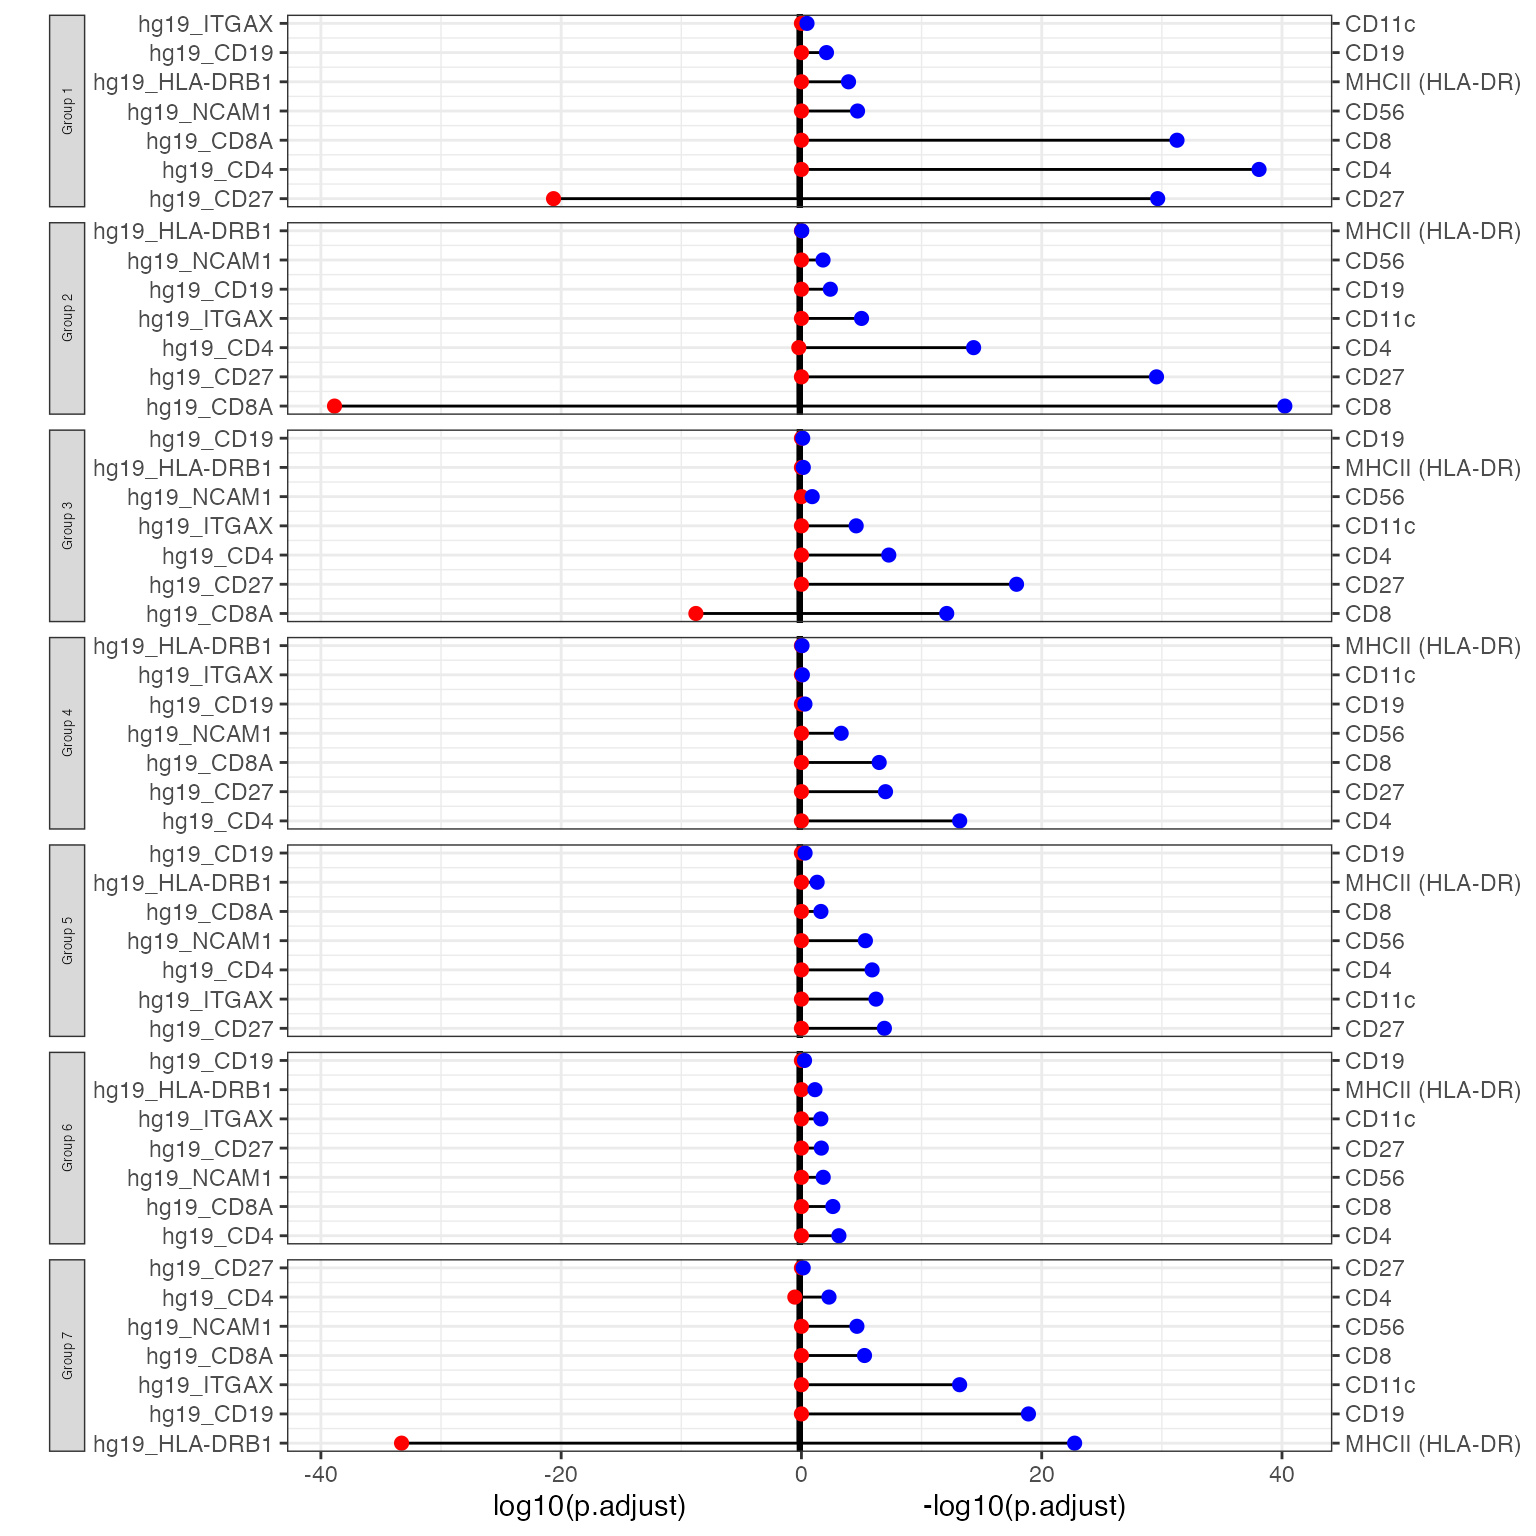 Group 1
hg19_ITGAX CD11c
hg19_CD19 CD19
hg19_HLA-DRB1 MHCII (HLA-DR)
hg19_NCAM1 CD56
hg19_CD8A CD8
hg19_CD4 CD4
hg19_CD27 CD27
Group 2
hg19_HLA-DRB1 MHCII (HLA-DR)
hg19_NCAM1 CD56
hg19_CD19 CD19
hg19_ITGAX CD11c
hg19_CD4 CD4
hg19_CD27 CD27
hg19_CD8A CD8
Group 3
hg19_CD19 CD19
hg19_HLA-DRB1 MHCII (HLA-DR)
hg19_NCAM1 CD56
hg19_ITGAX CD11c
hg19_CD4 CD4
hg19_CD27 CD27
hg19_CD8A CD8
Group 4
hg19_HLA-DRB1 MHCII (HLA-DR)
hg19_ITGAX CD11c
hg19_CD19 CD19
hg19_NCAM1 CD56
hg19_CD8A CD8
hg19_CD27 CD27
hg19_CD4 CD4
Group 5
hg19_CD19 CD19
hg19_HLA-DRB1 MHCII (HLA-DR)
hg19_CD8A CD8
hg19_NCAM1 CD56
hg19_CD4 CD4
hg19_ITGAX CD11c
hg19_CD27 CD27
Group 6
hg19_CD19 CD19
hg19_HLA-DRB1 MHCII (HLA-DR)
hg19_ITGAX CD11c
hg19_CD27 CD27
hg19_NCAM1 CD56
hg19_CD8A CD8
hg19_CD4 CD4
Group 7
hg19_CD27 CD27
hg19_CD4 CD4
hg19_NCAM1 CD56
hg19_CD8A CD8
hg19_ITGAX CD11c
hg19_CD19 CD19
hg19_HLA-DRB1 MHCII (HLA-DR)
-40 -20 0 20 40
log10(p.adjust) -log10(p.adjust)